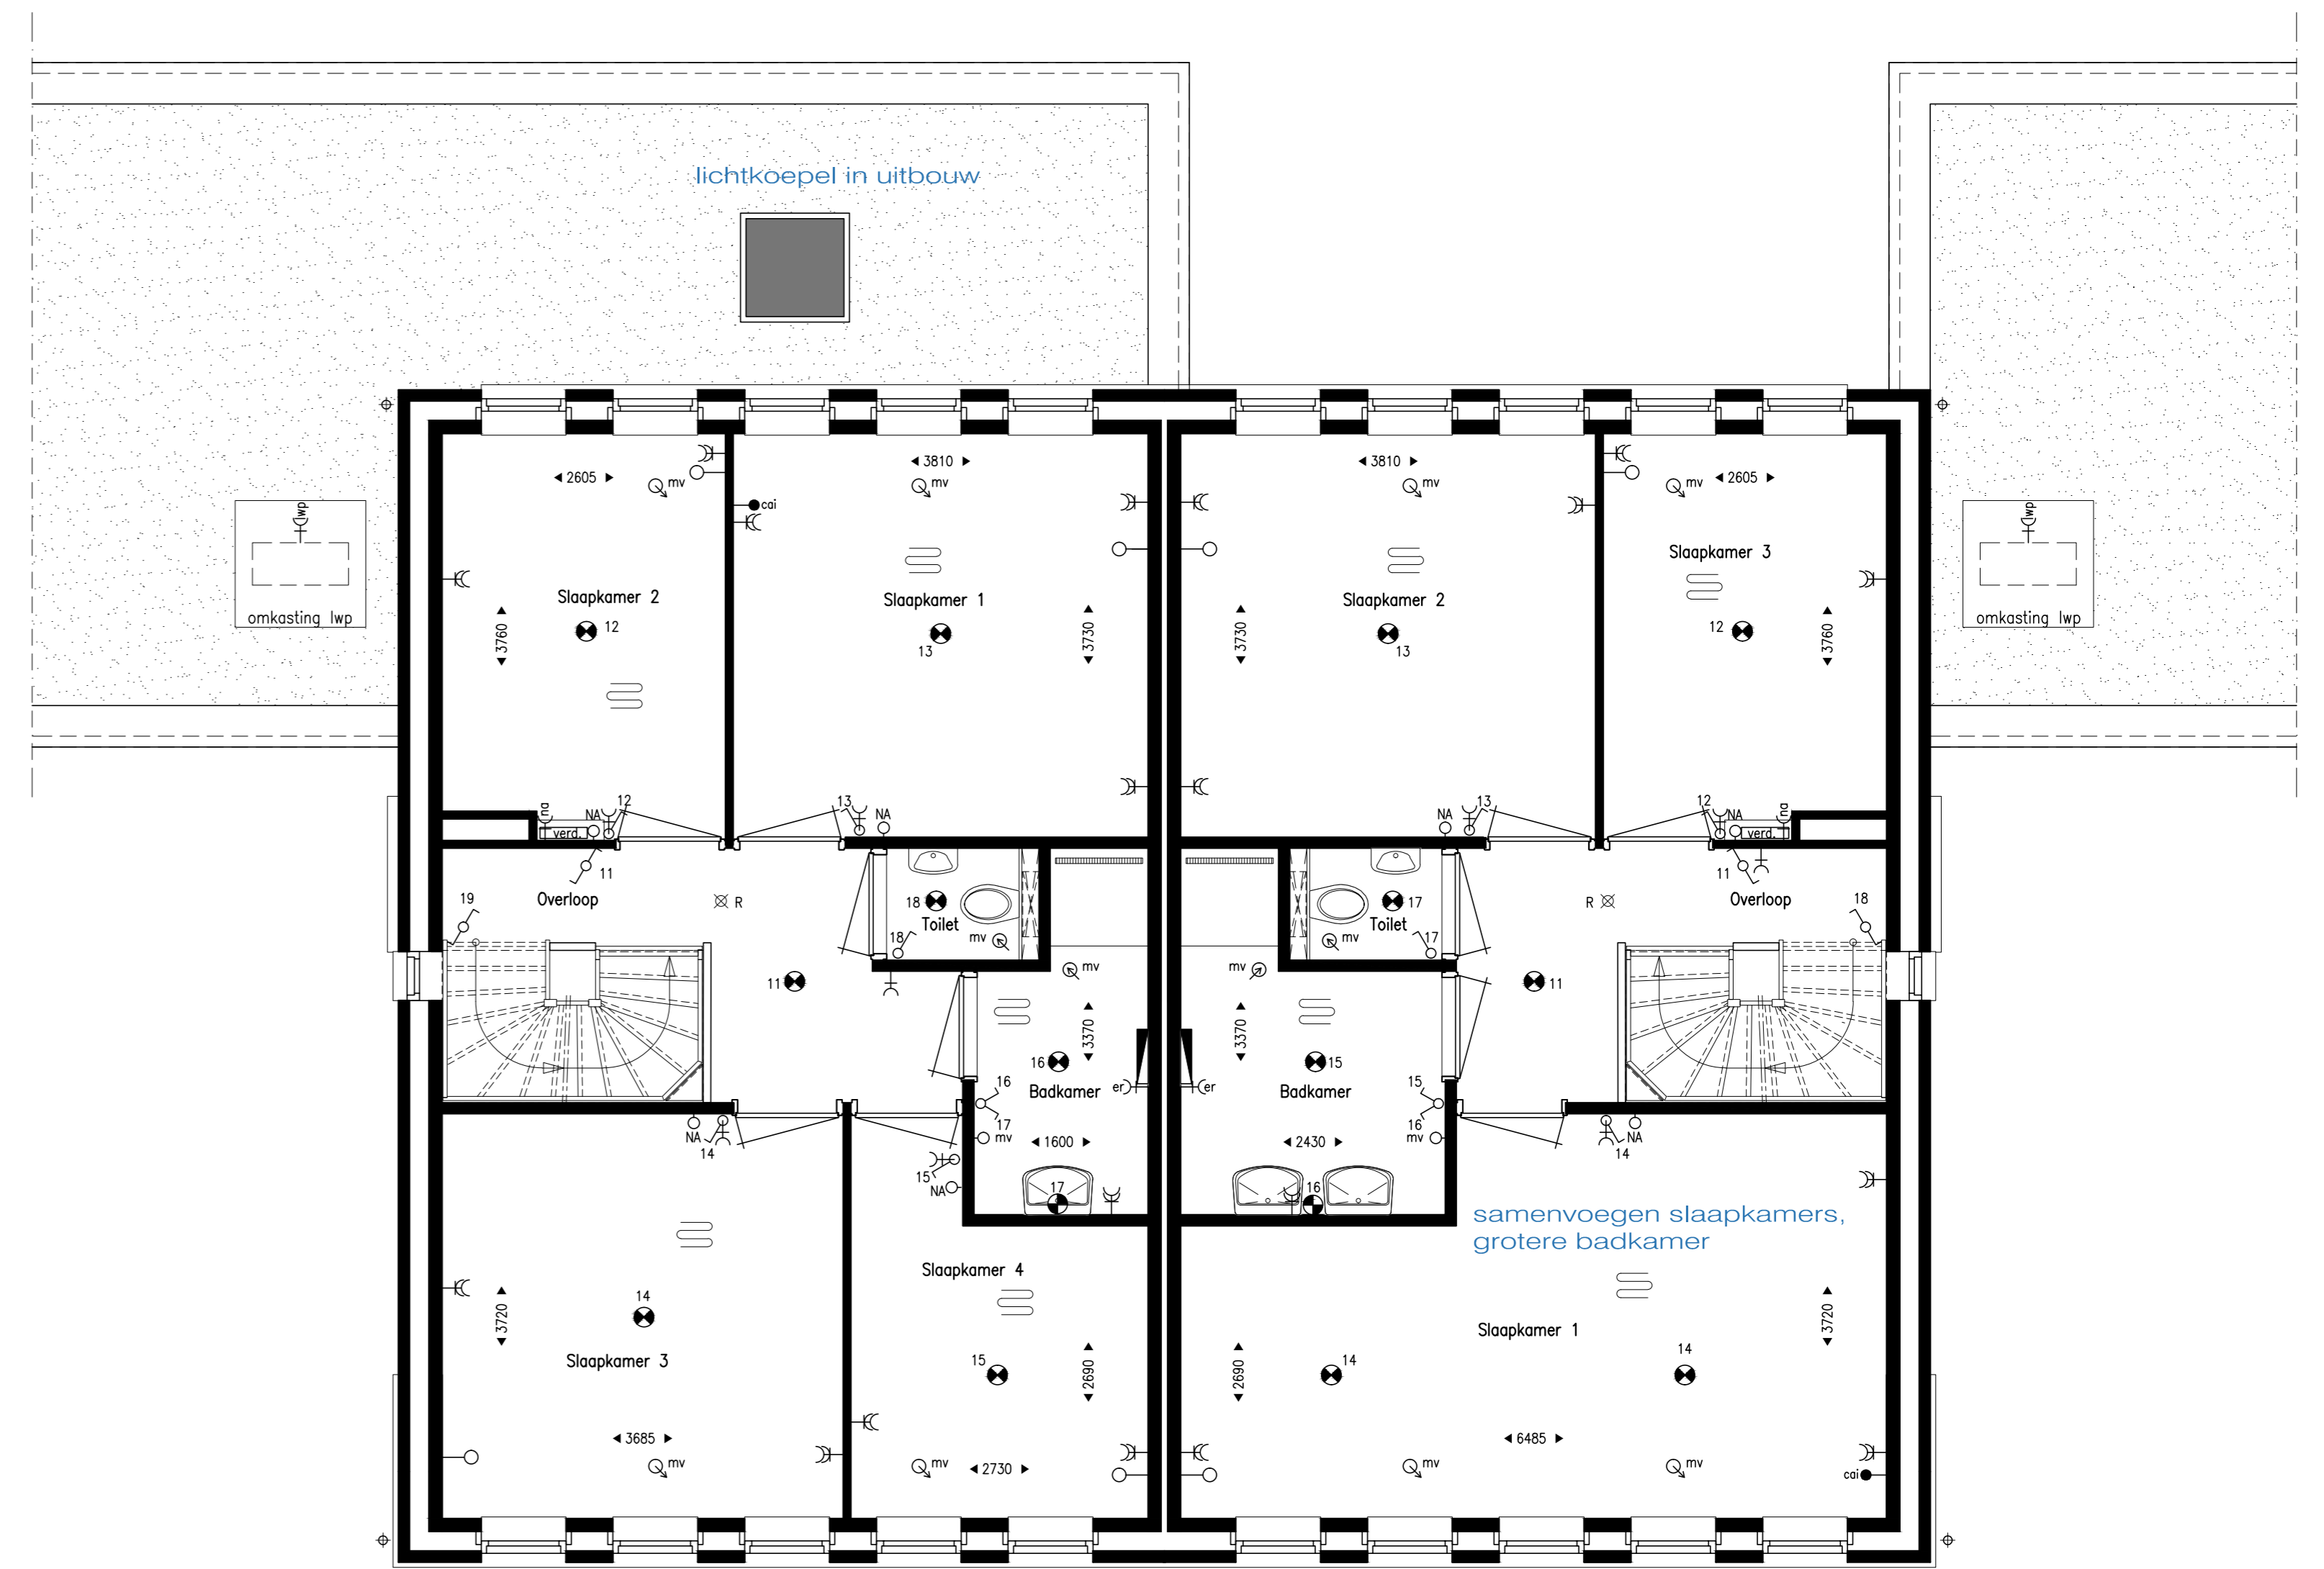 lichtkoepel in uitbouw
3810
3810
2605
mv
mv
mv
mv
2605
cai
lwp
lwp
Slaapkamer 3
Slaapkamer 2
Slaapkamer 1
Slaapkamer 2
omkasting lwp
omkasting lwp
12
3760
13
3730
3730
13
12
3760
na
NA
12
13
NA
NA
13
12
NA
na
verd.
verd.
11
11
19
Overloop
R
18
Toilet
17
Toilet
R
Overloop
18
18
mv
mv
17
mv
mv
11
11
3370
3370
16
15
Badkamer
Badkamer
er
er
16
15
17
16
mv
mv
1600
2430
NA
14
NA
14
15
NA
17
16
samenvoegen slaapkamers,
grotere badkamer
Slaapkamer 4
14
3720
3720
Slaapkamer 1
14
Slaapkamer 3
15
2690
2690
14
3685
6485
mv
mv
2730
mv
mv
cai